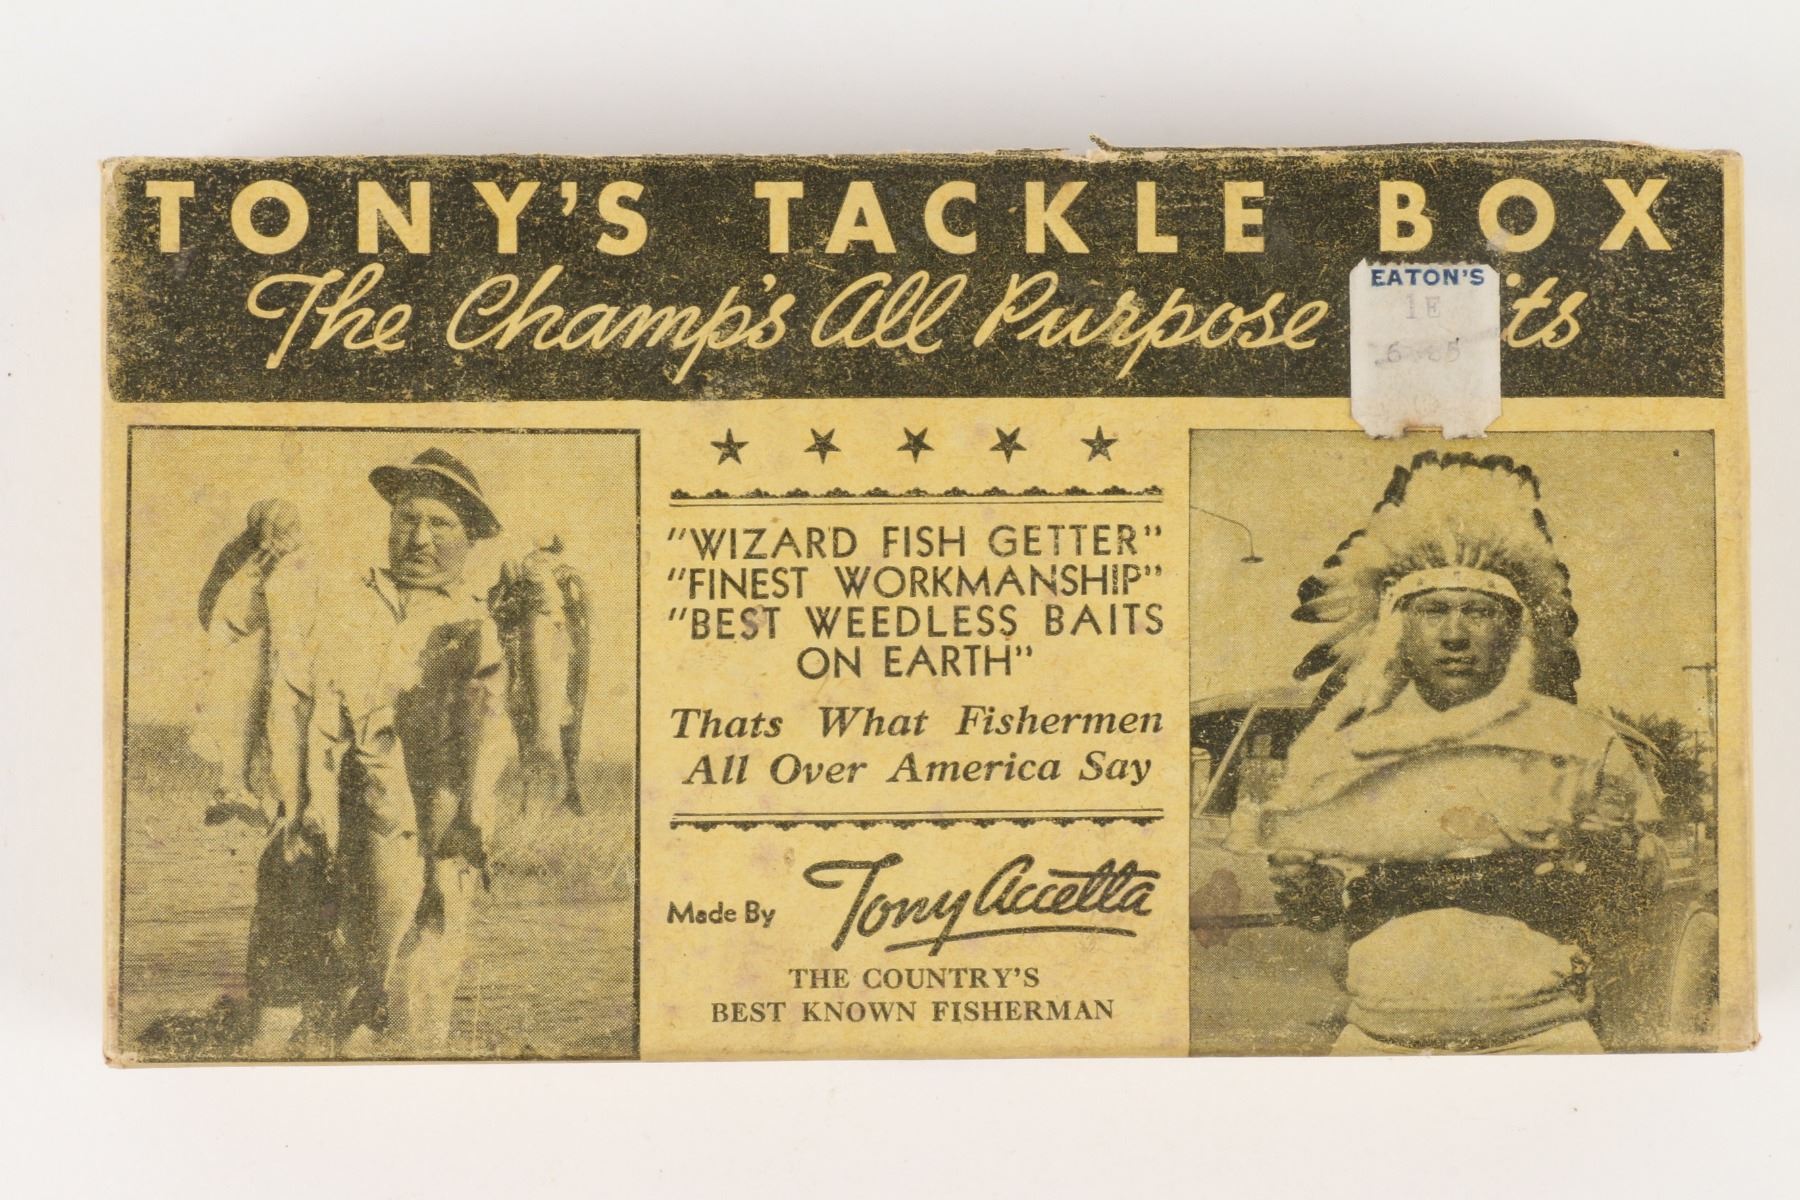 TONY'S TACKLE BOX
The Champ's All Purpose
EATON'S
1E
"WIZARD FISH GETTER"
"FINEST WORKMANSHIP"
"BEST WEEDLESS BAITS
ON EARTH"
Thats What Fishermen
All Over America Say
Made By Tony Accetta
THE COUNTRY'S
BEST KNOWN FISHERMAN